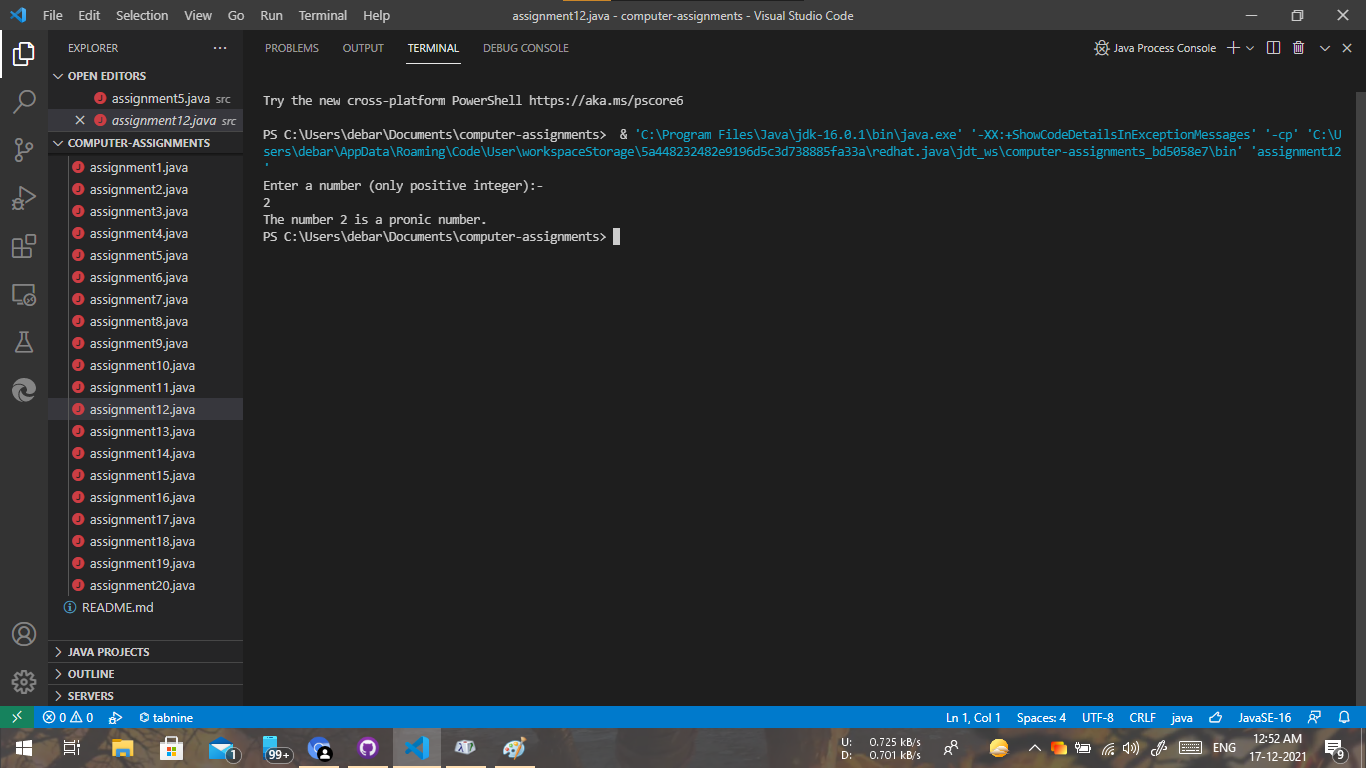 File Edit Selection View Go Run Terminal Help
assignment12.java - computer-assignments - Visual Studio Code
EXPLORER
OPEN EDITORS
assignment5.java src
assignment12.java src
COMPUTER-ASSIGNMENTS
assignment1.java
assignment2.java
assignment3.java
assignment4.java
assignment5.java
assignment6.java
assignment7.java
assignment8.java
assignment9.java
assignment10.java
assignment11.java
assignment12.java
assignment13.java
assignment14.java
assignment15.java
assignment16.java
assignment17.java
assignment18.java
assignment19.java
assignment20.java
README.md
JAVA PROJECTS
OUTLINE
SERVERS
PROBLEMS OUTPUT TERMINAL DEBUG CONSOLE
Java Process Console
Try the new cross-platform PowerShell https://aka.ms/pscore6
PS C:\Users\debar\Documents\computer-assignments>  & 'C:\Program Files\Java\jdk-16.0.1\bin\java.exe' '-XX:+ShowCodeDetailsInExceptionMessages' '-cp' 'C:\U
sers\debar\AppData\Roaming\Code\User\workspaceStorage\5a448232482e9196d5c3d738885fa33a\redhat.java\jdt_ws\computer-assignments_bd5058e7\bin' 'assignment12
'
Enter a number (only positive integer):-
2
The number 2 is a pronic number.
PS C:\Users\debar\Documents\computer-assignments>
0 0 tabnine
Ln 1, Col 1 Spaces: 4 UTF-8 CRLF java JavaSE-16
1 99+
U: 0.725 kB/s
D: 0.701 kB/s
ENG
12:52 AM
17-12-2021
9